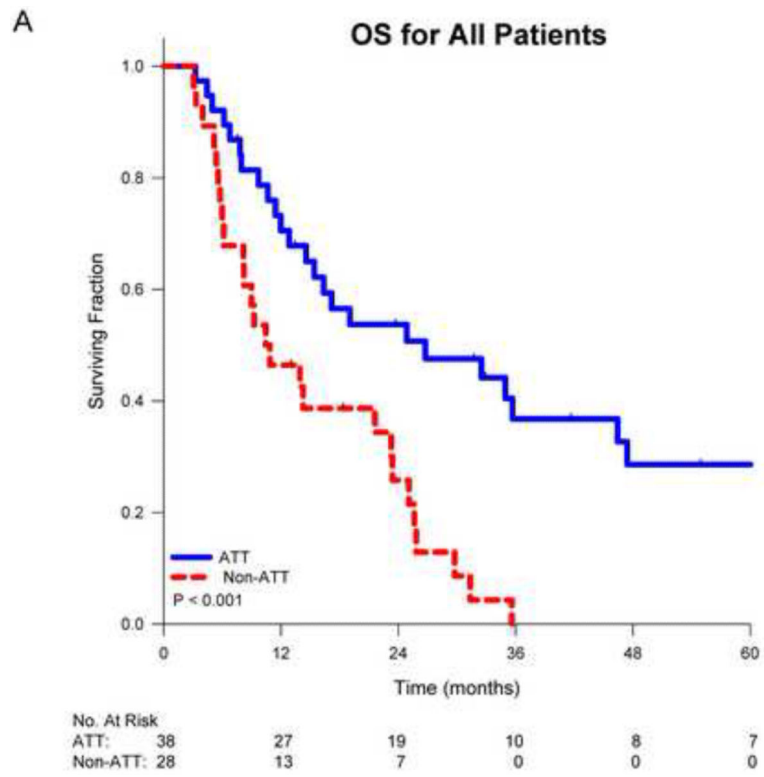 A
OS for All Patients
1.0
0.8
0.6
0.4
0.2
0.0
Surviving Fraction
ATT
Non-ATT
P < 0.001
0 12 24 36 48 60
Time (months)
No. At Risk
ATT: 38 27 19 10 8 7
Non-ATT: 28 13 7 0 0 0